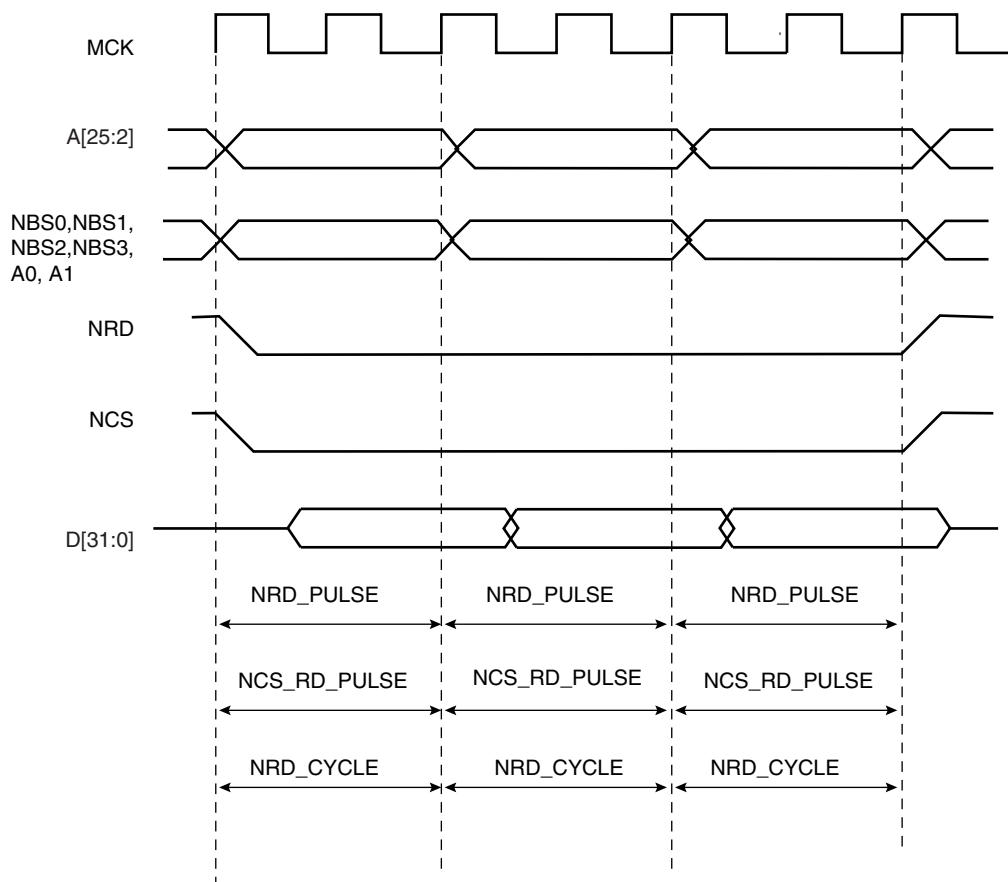 MCK
A[25:2]
NBS0,NBS1,
NBS2,NBS3,
A0, A1
NRD
NCS
D[31:0]
NRD_PULSE NRD_PULSE NRD_PULSE
NCS_RD_PULSE NCS_RD_PULSE NCS_RD_PULSE
NRD_CYCLE NRD_CYCLE NRD_CYCLE